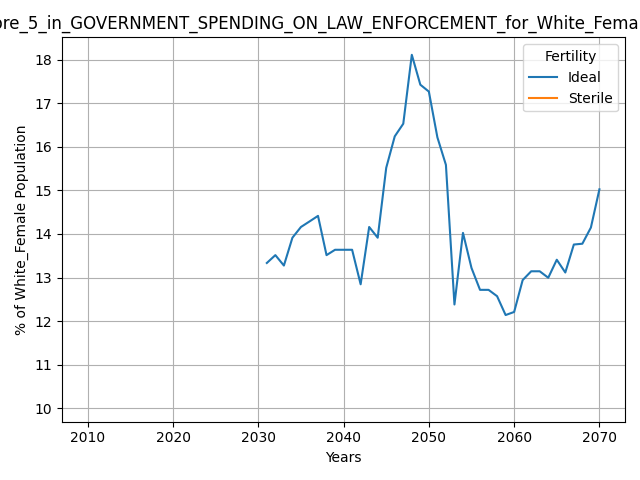 ore_5_in_GOVERNMENT_SPENDING_ON_LAW_ENFORCEMENT_for_White_Fema
Fertility
Ideal
Sterile
% of White_Female Population
18
17
16
15
14
13
12
11
10
2010 2020 2030 2040 2050 2060 2070
Years